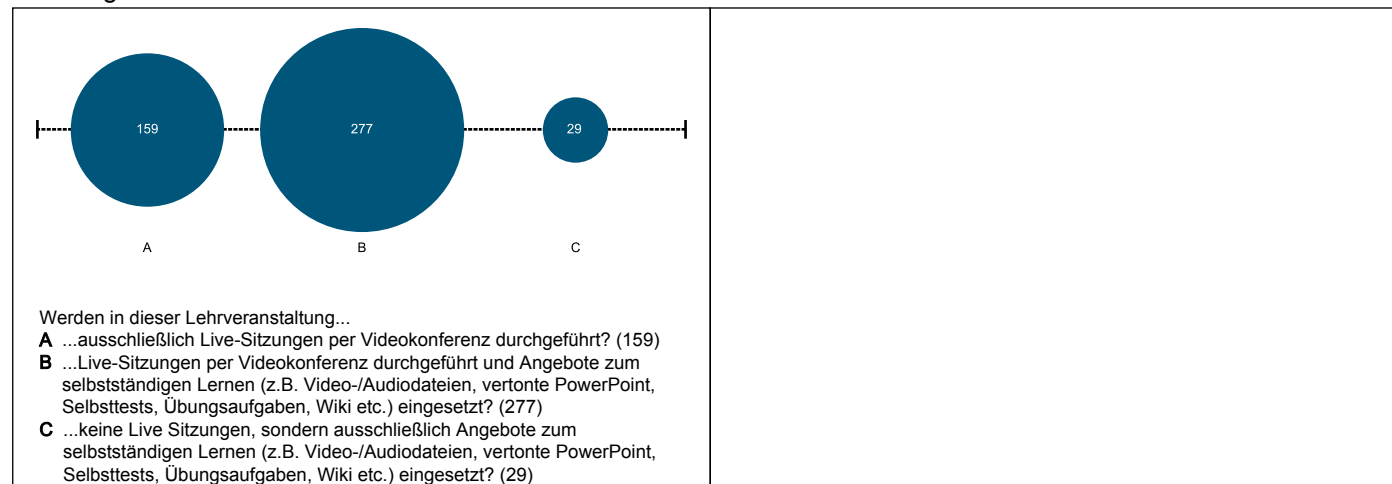 159 277 29
A B C
Werden in dieser Lehrveranstaltung...
A ...ausschließlich Live-Sitzungen per Videokonferenz durchgeführt? (159)
B ...Live-Sitzungen per Videokonferenz durchgeführt und Angebote zum
selbstständigen Lernen (z.B. Video-/Audiodateien, vertonte PowerPoint,
Selbsttests, Übungsaufgaben, Wiki etc.) eingesetzt? (277)
C ...keine Live Sitzungen, sondern ausschließlich Angebote zum
selbstständigen Lernen (z.B. Video-/Audiodateien, vertonte PowerPoint,
Selbsttests, Übungsaufgaben, Wiki etc.) eingesetzt? (29)